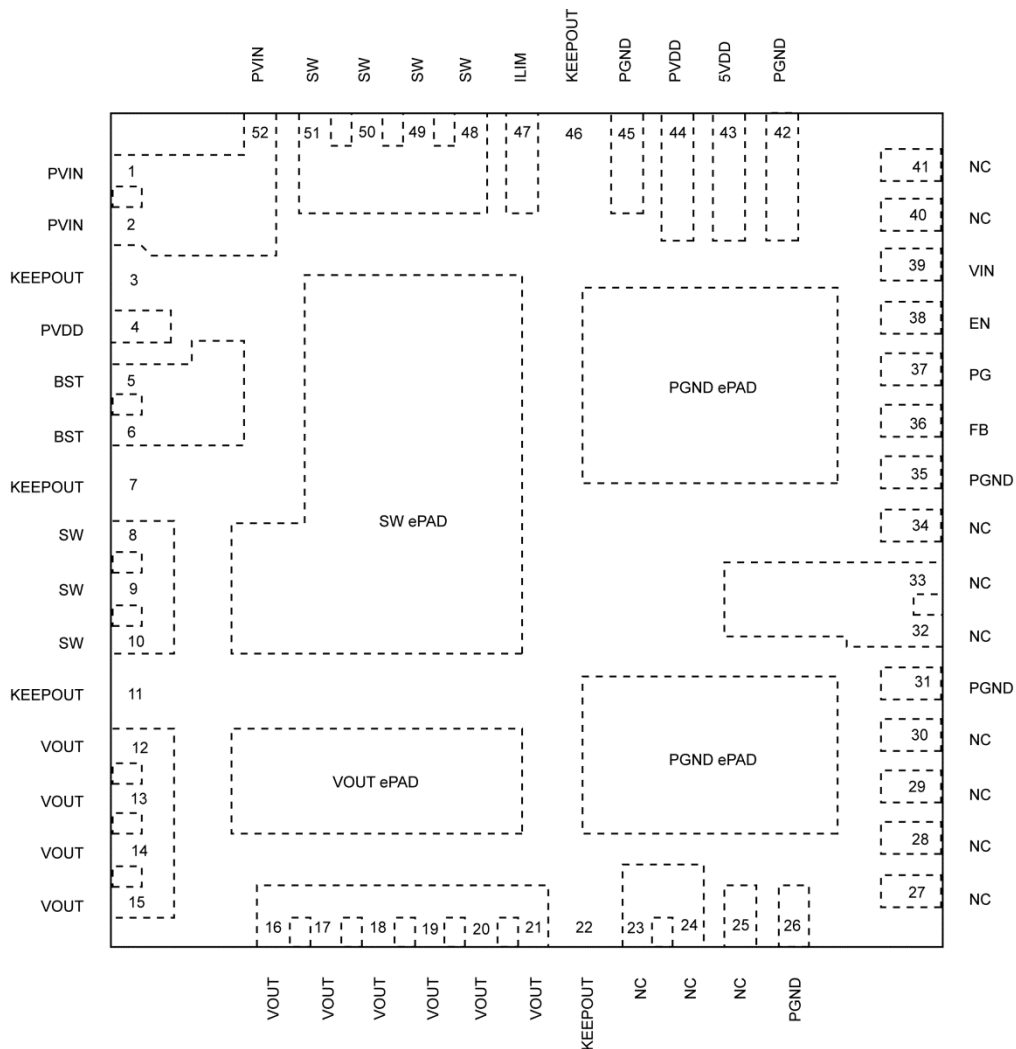 PVIN
SW
SW
SW
SW
ILIM
KEEPOUT
PGND
PVDD
5VDD
PGND
52
51
50
49
48
47
46
45
44
43
42
PVIN 1
PVIN 2
KEEPOUT 3
PVDD 4
BST 5
BST 6
KEEPOUT 7
SW 8
SW 9
SW 10
KEEPOUT 11
VOUT 12
VOUT 13
VOUT 14
VOUT 15
SW ePAD
PGND ePAD
VOUT ePAD
PGND ePAD
41 NC
40 NC
39 VIN
38 EN
37 PG
36 FB
35 PGND
34 NC
33 NC
32 NC
31 PGND
30 NC
29 NC
28 NC
27 NC
16
17
18
19
20
21
22
23
24
25
26
VOUT
VOUT
VOUT
VOUT
VOUT
VOUT
KEEPOUT
NC
NC
NC
PGND